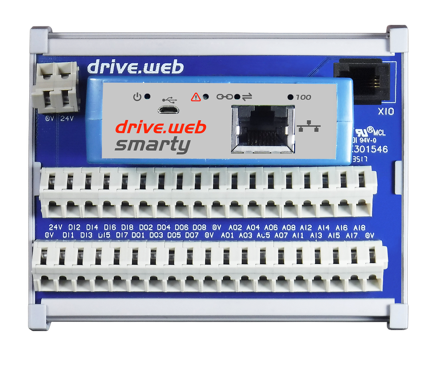 drive.web
0V 24V
XIO
100
drive.web
smarty
MCL
94V-0
301546
3517
24V DI2 DI4 DI6 DI8 DO2 DO4 DO6 DO8 0V AO2 AO4 AO6 AO8 AI2 AI4 AI6 AI8
0V DI1 DI3 DI5 DI7 DO1 DO3 DO5 DO7 0V AO1 AO3 AO5 AO7 AI1 AI3 AI5 AI7 0V